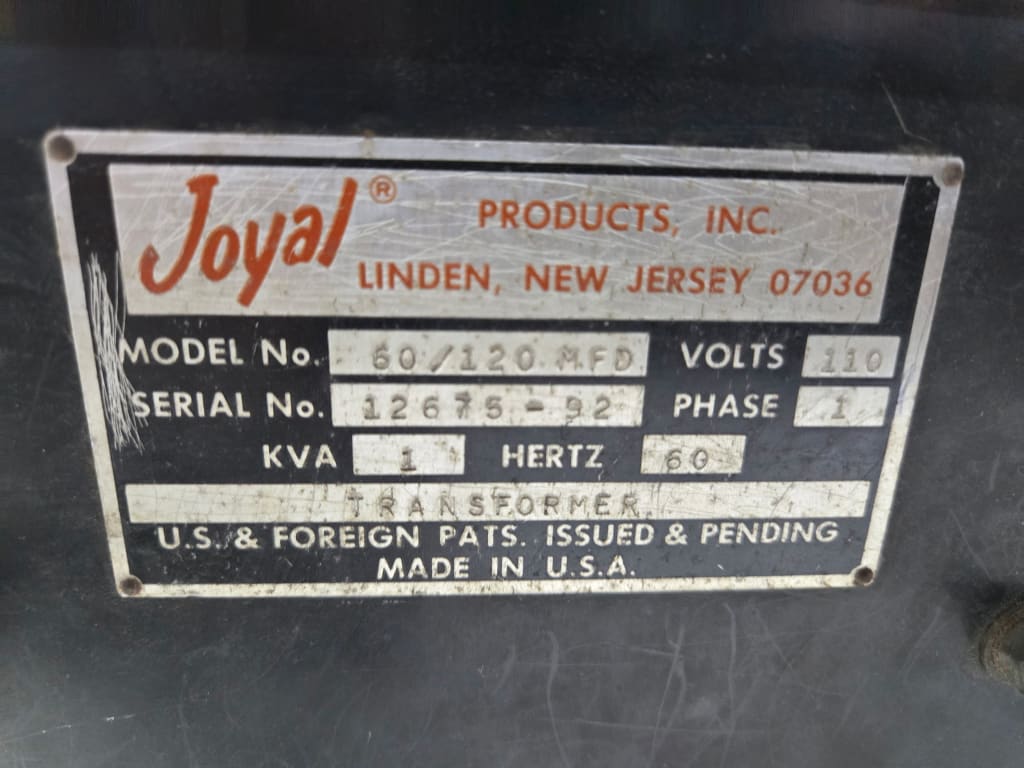 Joyal® PRODUCTS, INC.
LINDEN, NEW JERSEY 07036
MODEL No. 60/120 MFD VOLTS 110
SERIAL No. 12675-92 PHASE 1
KVA 1 HERTZ 60
TRANSFORMER
U.S. & FOREIGN PATS. ISSUED & PENDING
MADE IN U.S.A.